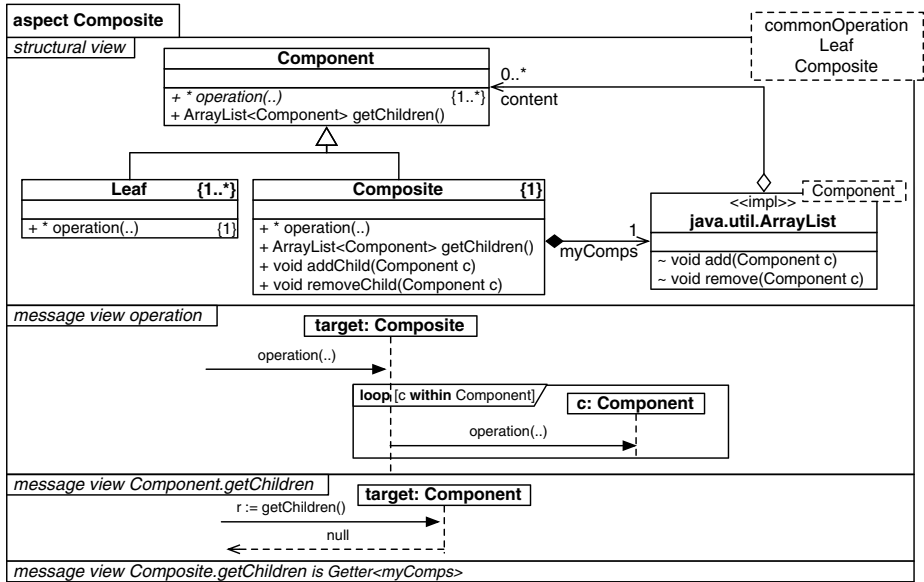 aspect Composite
commonOperation
Leaf
Composite
structural view
Component
+ * operation(..) {1..*}
+ ArrayList<Component> getChildren()
0..*
content
Leaf {1..*}
+ * operation(..) {1}
Composite {1}
+ * operation(..)
+ ArrayList<Component> getChildren()
+ void addChild(Component c)
+ void removeChild(Component c)
1
myComps
Component
<<impl>>
java.util.ArrayList
~ void add(Component c)
~ void remove(Component c)
message view operation
target: Composite
operation(..)
loop [c within Component]
c: Component
operation(..)
message view Component.getChildren
target: Component
r := getChildren()
null
message view Composite.getChildren is Getter<myComps>